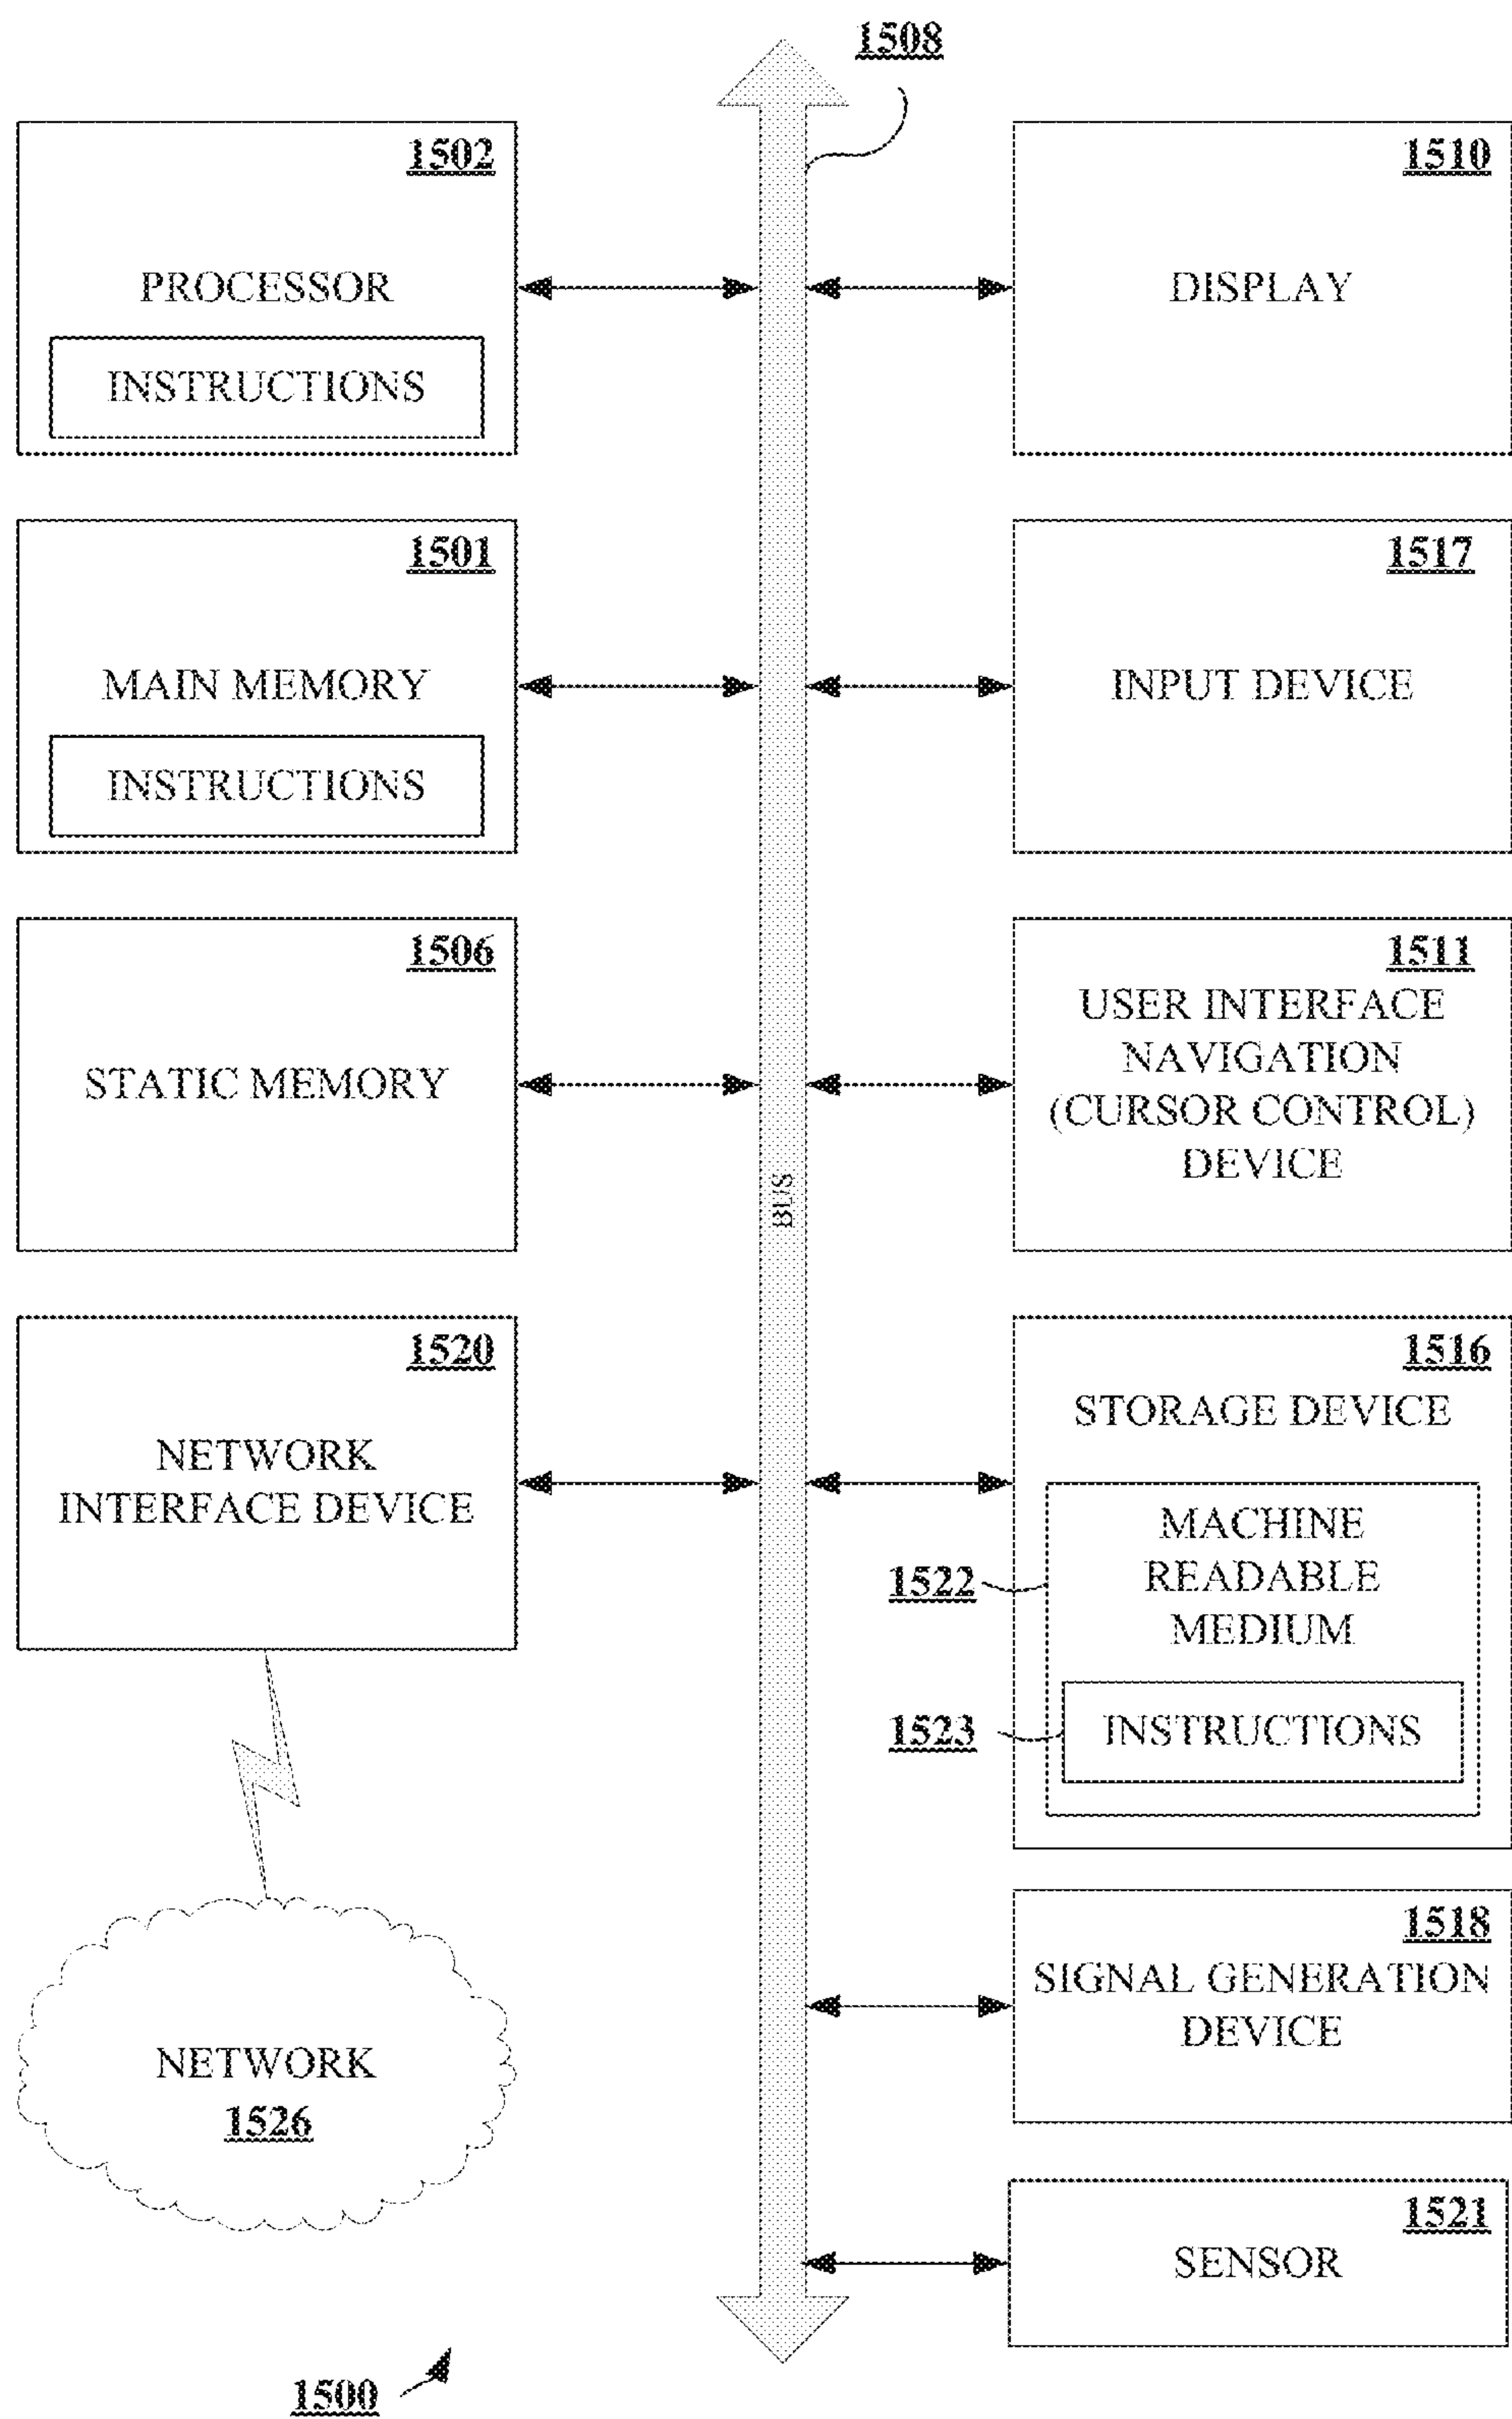 1508
1502
PROCESSOR
INSTRUCTIONS
1510
DISPLAY
1501
MAIN MEMORY
INSTRUCTIONS
1517
INPUT DEVICE
1506
STATIC MEMORY
1511
USER INTERFACE
NAVIGATION
(CURSOR CONTROL)
DEVICE
BUS
1520
NETWORK
INTERFACE DEVICE
1516
STORAGE DEVICE
MACHINE
READABLE
MEDIUM
1522
INSTRUCTIONS
1523
1518
SIGNAL GENERATION
DEVICE
NETWORK
1526
1521
SENSOR
1500